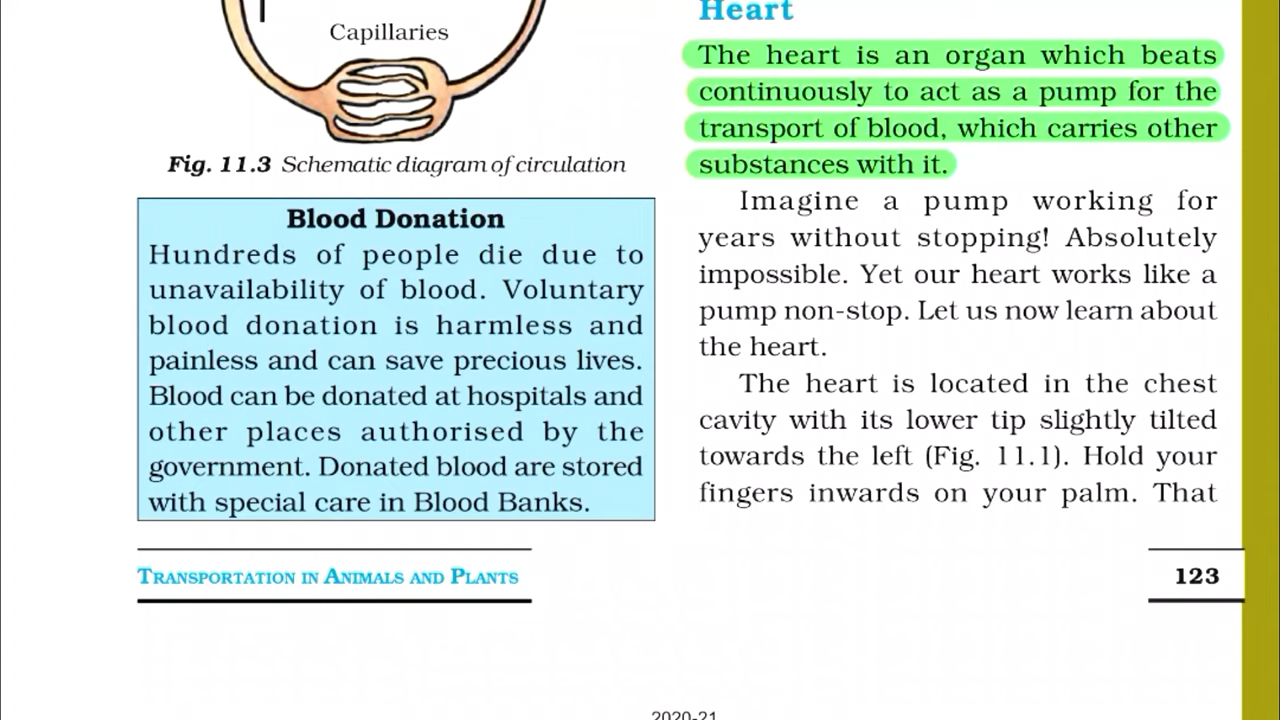 Capillaries
Fig. 11.3 Schematic diagram of circulation
Blood Donation
Hundreds of people die due to
unavailability of blood. Voluntary
blood donation is harmless and
painless and can save precious lives.
Blood can be donated at hospitals and
other places authorised by the
government. Donated blood are stored
with special care in Blood Banks.
Heart
The heart is an organ which beats
continuously to act as a pump for the
transport of blood, which carries other
substances with it.
Imagine a pump working for
years without stopping! Absolutely
impossible. Yet our heart works like a
pump non-stop. Let us now learn about
the heart.
The heart is located in the chest
cavity with its lower tip slightly tilted
towards the left (Fig. 11.1). Hold your
fingers inwards on your palm. That
TRANSPORTATION IN ANIMALS AND PLANTS
123
2020-21